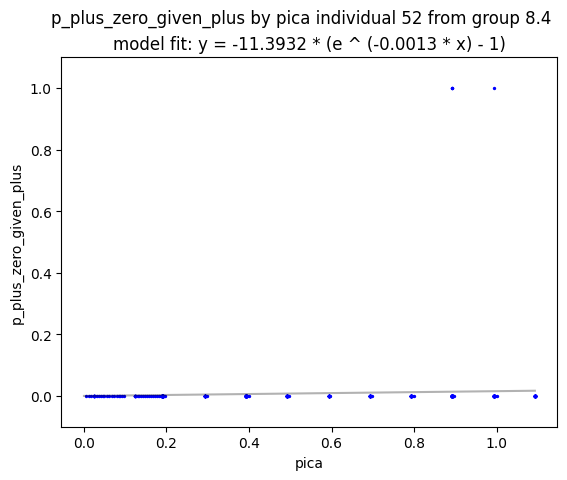 p_plus_zero_given_plus by pica individual 52 from group 8.4
model fit: y = -11.3932 * (e ^ (-0.0013 * x) - 1)
p_plus_zero_given_plus
1.0
0.8
0.6
0.4
0.2
0.0
0.0 0.2 0.4 0.6 0.8 1.0
pica